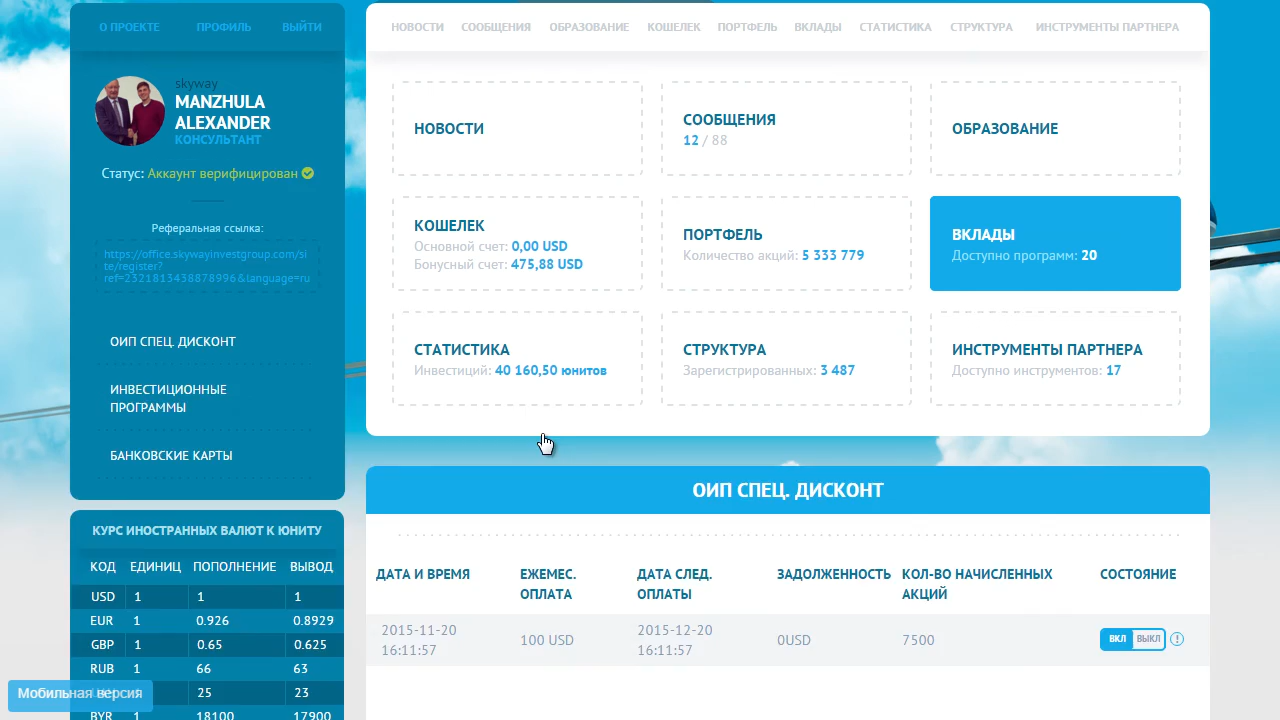 О ПРОЕКТЕ ПРОФИЛЬ ВЫЙТИ
skyway
MANZHULA
ALEXANDER
КОНСУЛЬТАНТ
Статус: Аккаунт верифицирован
Реферальная ссылка:
https://office.skywayinvestgroup.com/si
te/register?
ref=2321813438878996&language=ru
ОИП СПЕЦ. ДИСКОНТ
ИНВЕСТИЦИОННЫЕ
ПРОГРАММЫ
БАНКОВСКИЕ КАРТЫ
КУРС ИНОСТРАННЫХ ВАЛЮТ К ЮНИТУ
КОД ЕДИНИЦ ПОПОЛНЕНИЕ ВЫВОД
USD 1 1 1
EUR 1 0.926 0.8929
GBP 1 0.65 0.625
RUB 1 66 63
25 23
BYR 1 18100 17900
Мобильная версия
НОВОСТИ СООБЩЕНИЯ ОБРАЗОВАНИЕ КОШЕЛЕК ПОРТФЕЛЬ ВКЛАДЫ СТАТИСТИКА СТРУКТУРА ИНСТРУМЕНТЫ ПАРТНЕРА
НОВОСТИ
СООБЩЕНИЯ
12 / 88
ОБРАЗОВАНИЕ
КОШЕЛЕК
Основной счет: 0,00 USD
Бонусный счет: 475,88 USD
ПОРТФЕЛЬ
Количество акций: 5 333 779
ВКЛАДЫ
Доступно программ: 20
СТАТИСТИКА
Инвестиций: 40 160,50 юнитов
СТРУКТУРА
Зарегистрированных: 3 487
ИНСТРУМЕНТЫ ПАРТНЕРА
Доступно инструментов: 17
ОИП СПЕЦ. ДИСКОНТ
ДАТА И ВРЕМЯ ЕЖЕМЕС. ДАТА СЛЕД. ЗАДОЛЖЕННОСТЬ КОЛ-ВО НАЧИСЛЕННЫХ СОСТОЯНИЕ
ОПЛАТА ОПЛАТЫ АКЦИЙ
2015-11-20 2015-12-20
100 USD 0USD 7500 ВКЛ ВЫКЛ
16:11:57 16:11:57